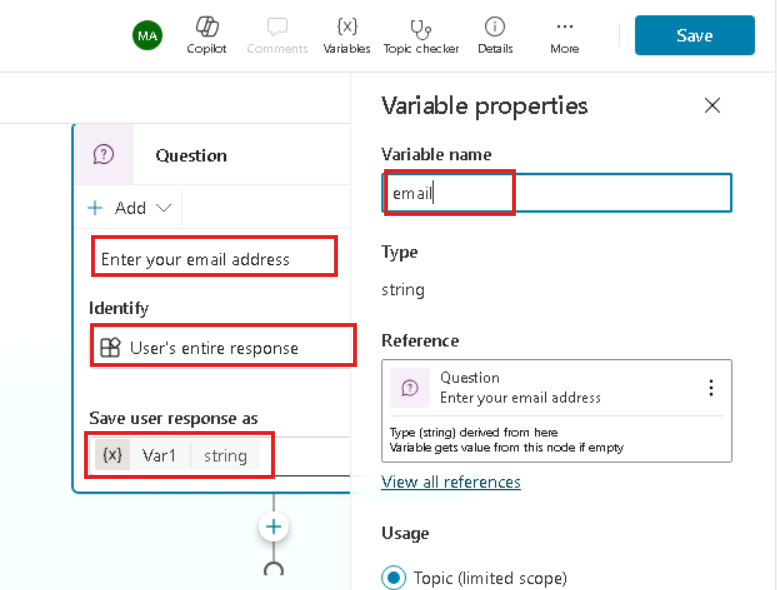 MA
Copilot
Comments
{x}
Variables
Topic checker
Details
More
Save
Question
Add
Enter your email address
Identify
User's entire response
Save user response as
{x} Var1 string
Variable properties
Variable name
email
Type
string
Reference
Question
Enter your email address
Type (string) derived from here
Variable gets value from this node if empty
View all references
Usage
Topic (limited scope)